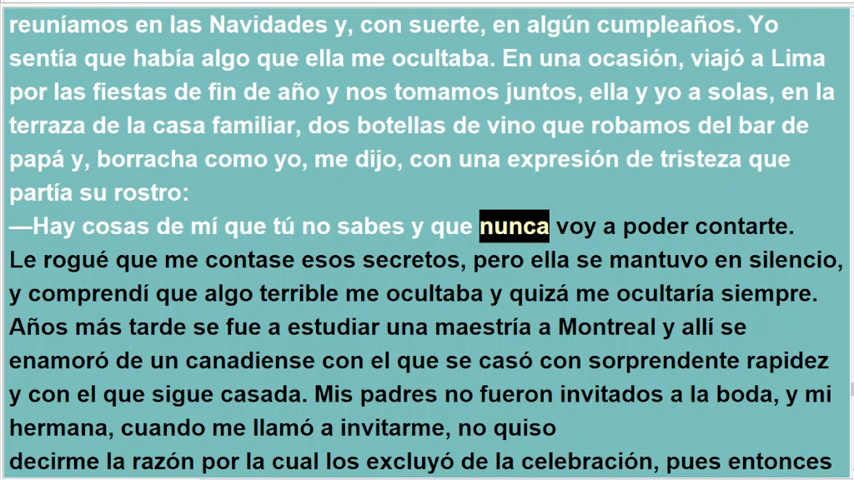 reuníamos en las Navidades y, con suerte, en algún cumpleaños. Yo
sentía que había algo que ella me ocultaba. En una ocasión, viajó a Lima
por las fiestas de fin de año y nos tomamos juntos, ella y yo a solas, en la
terraza de la casa familiar, dos botellas de vino que robamos del bar de
papá y, borracha como yo, me dijo, con una expresión de tristeza que
partía su rostro:
—Hay cosas de mí que tú no sabes y que nunca voy a poder contarte.
Le rogué que me contase esos secretos, pero ella se mantuvo en silencio,
y comprendí que algo terrible me ocultaba y quizá me ocultaría siempre.
Años más tarde se fue a estudiar una maestría a Montreal y allí se
enamoró de un canadiense con el que se casó con sorprendente rapidez
y con el que sigue casada. Mis padres no fueron invitados a la boda, y mi
hermana, cuando me llamó a invitarme, no quiso
decirme la razón por la cual los excluyó de la celebración, pues entonces